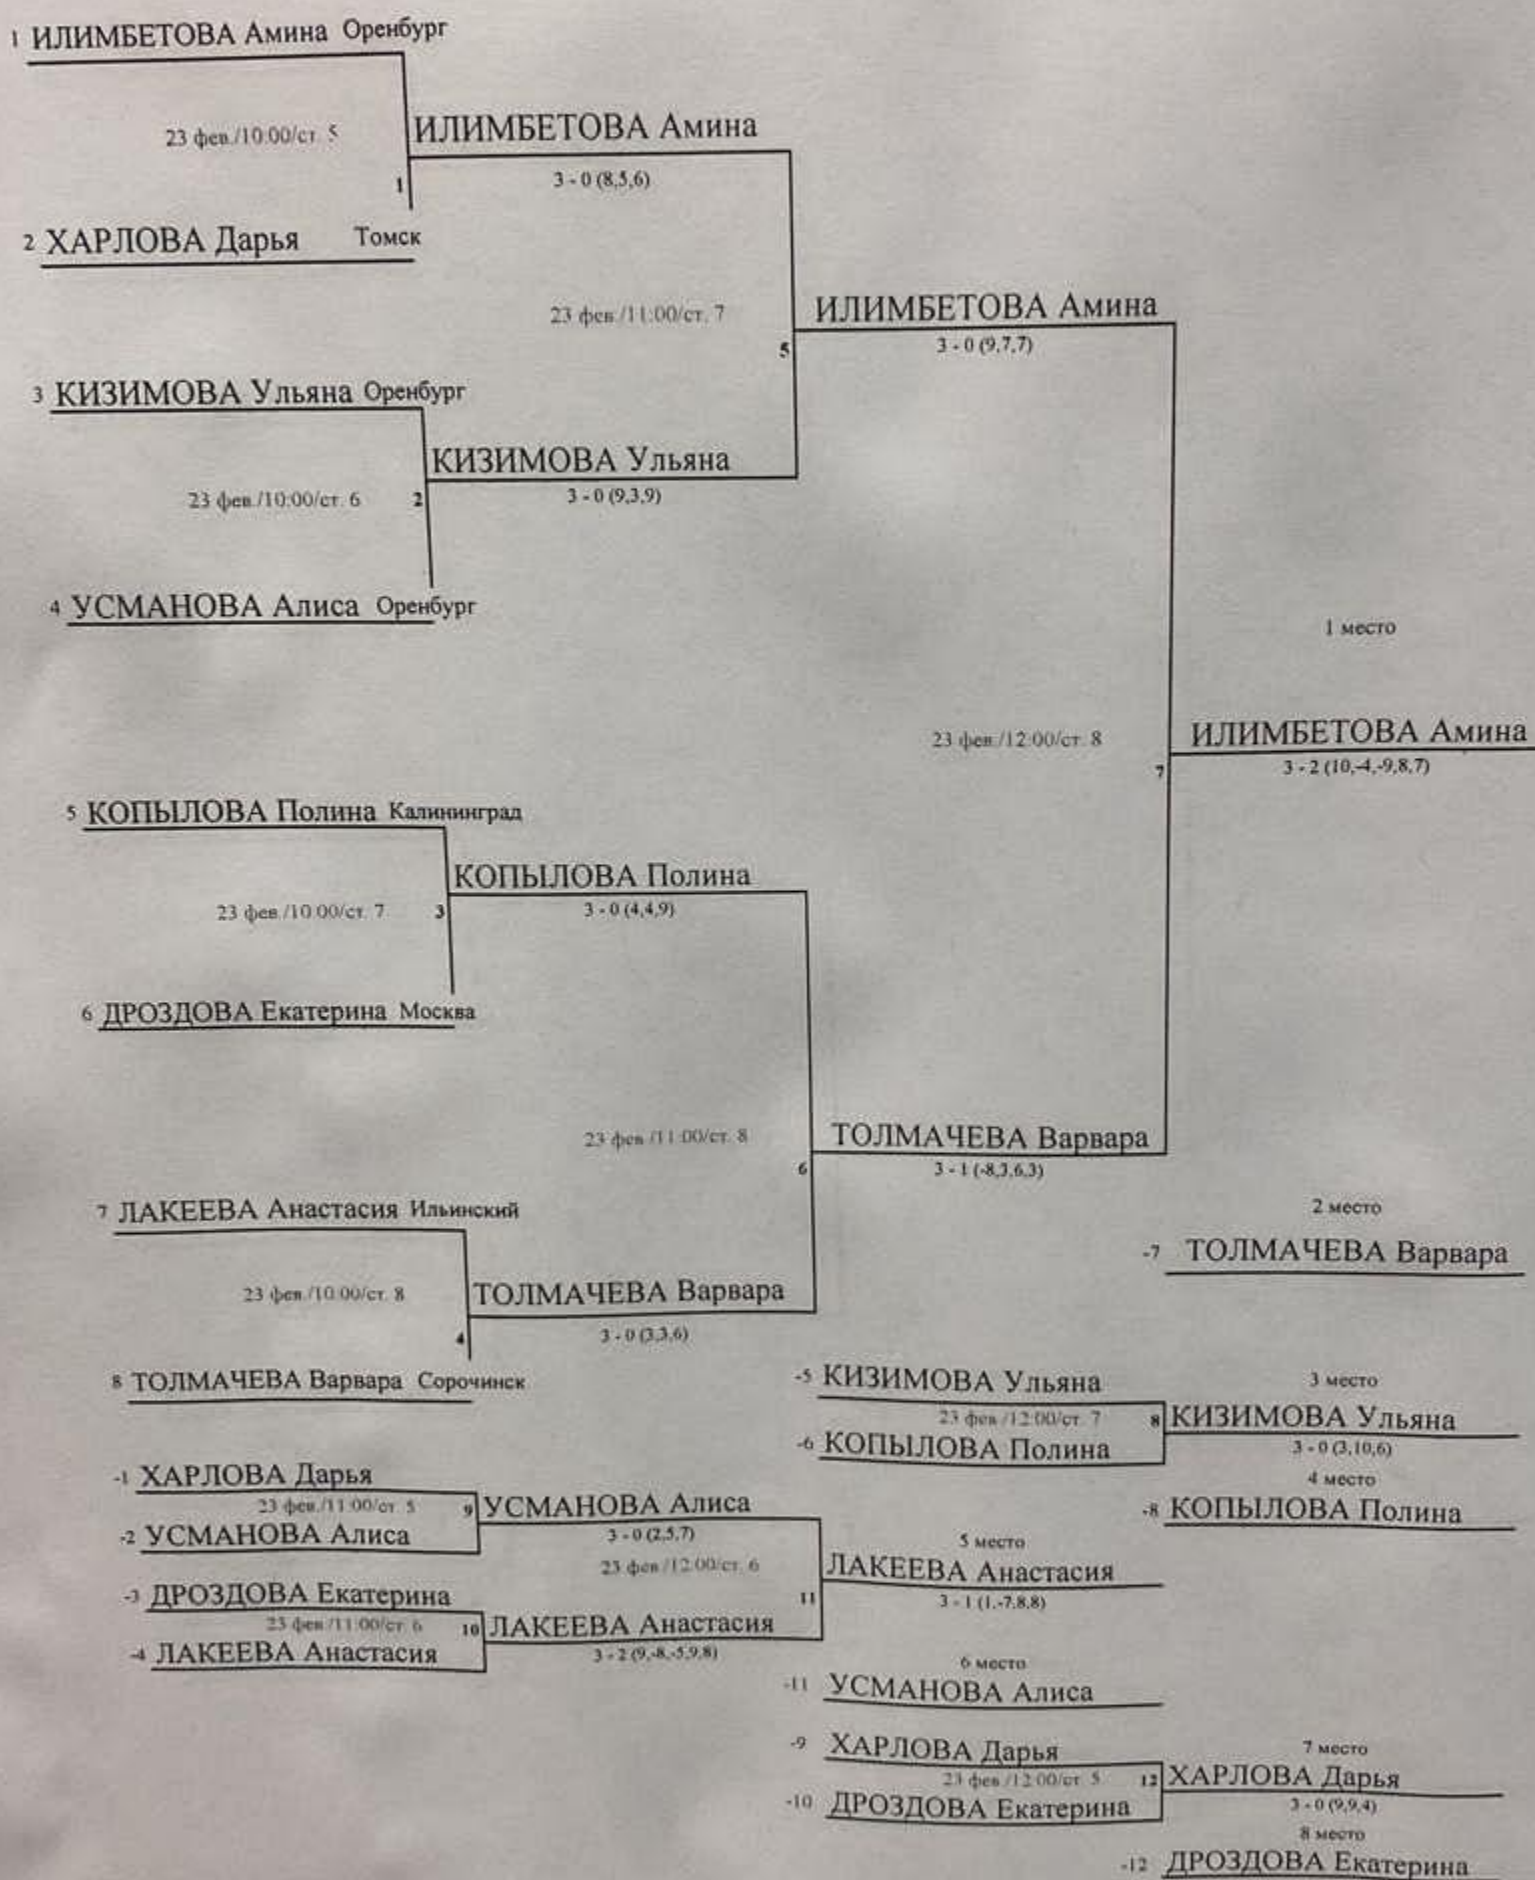 1 ИЛИМБЕТОВА Амина Оренбург
23 фев./10:00/ст. 5
ИЛИМБЕТОВА Амина
1
3 - 0 (8,5,6)
2 ХАРЛОВА Дарья Томск
23 фев./11:00/ст. 7
ИЛИМБЕТОВА Амина
5
3 - 0 (9,7,7)
3 КИЗИМОВА Ульяна Оренбург
КИЗИМОВА Ульяна
23 фев./10:00/ст. 6
2
3 - 0 (9,3,9)
4 УСМАНОВА Алиса Оренбург
1 место
23 фев./12:00/ст. 8
ИЛИМБЕТОВА Амина
7
3 - 2 (10,-4,-9,8,7)
5 КОПЫЛОВА Полина Калининград
КОПЫЛОВА Полина
23 фев./10:00/ст. 7
3
3 - 0 (4,4,9)
6 ДРОЗДОВА Екатерина Москва
23 фев./11:00/ст. 8
ТОЛМАЧЕВА Варвара
6
3 - 1 (-8,3,6,3)
7 ЛАКЕЕВА Анастасия Ильинский
2 место
-7 ТОЛМАЧЕВА Варвара
23 фев./10:00/ст. 8
ТОЛМАЧЕВА Варвара
4
3 - 0 (3,3,6)
8 ТОЛМАЧЕВА Варвара Сорочинск
-5 КИЗИМОВА Ульяна
3 место
23 фев./12:00/ст. 7
8 КИЗИМОВА Ульяна
-6 КОПЫЛОВА Полина
3 - 0 (3,10,6)
4 место
-8 КОПЫЛОВА Полина
-1 ХАРЛОВА Дарья
23 фев./11:00/ст. 5
9 УСМАНОВА Алиса
-2 УСМАНОВА Алиса
3 - 0 (2,5,7)
23 фев./12:00/ст. 6
5 место
ЛАКЕЕВА Анастасия
11
3 - 1 (1,-7,8,8)
-3 ДРОЗДОВА Екатерина
23 фев./11:00/ст. 6
10 ЛАКЕЕВА Анастасия
-4 ЛАКЕЕВА Анастасия
3 - 2 (9,-8,-5,9,8)
6 место
-11 УСМАНОВА Алиса
-9 ХАРЛОВА Дарья
7 место
23 фев./12:00/ст. 5
12 ХАРЛОВА Дарья
-10 ДРОЗДОВА Екатерина
3 - 0 (9,9,4)
8 место
-12 ДРОЗДОВА Екатерина